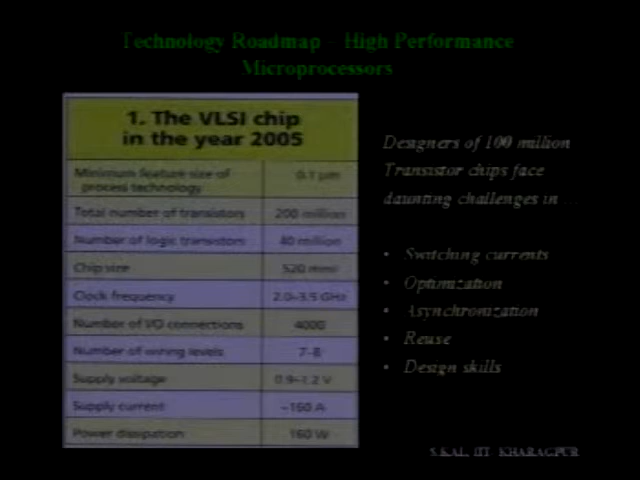 Technology Roadmap – High Performance
Microprocessors
1. The VLSI chip
in the year 2005
Minimum feature size of
process technology
0.1 µm
Total number of transistors 200 million
Number of logic transistors 40 million
Chip size 520 mm²
Clock frequency 2.0–3.5 GHz
Number of I/O connections 4000
Number of wiring levels 7–8
Supply voltage 0.9–1.2 V
Supply current ~160 A
Power dissipation 160 W
Designers of 100 million
Transistor chips face
daunting challenges in ...
• Switching currents
• Optimization
• Asynchronization
• Reuse
• Design skills
S.KAL, IIT- KHARAGPUR